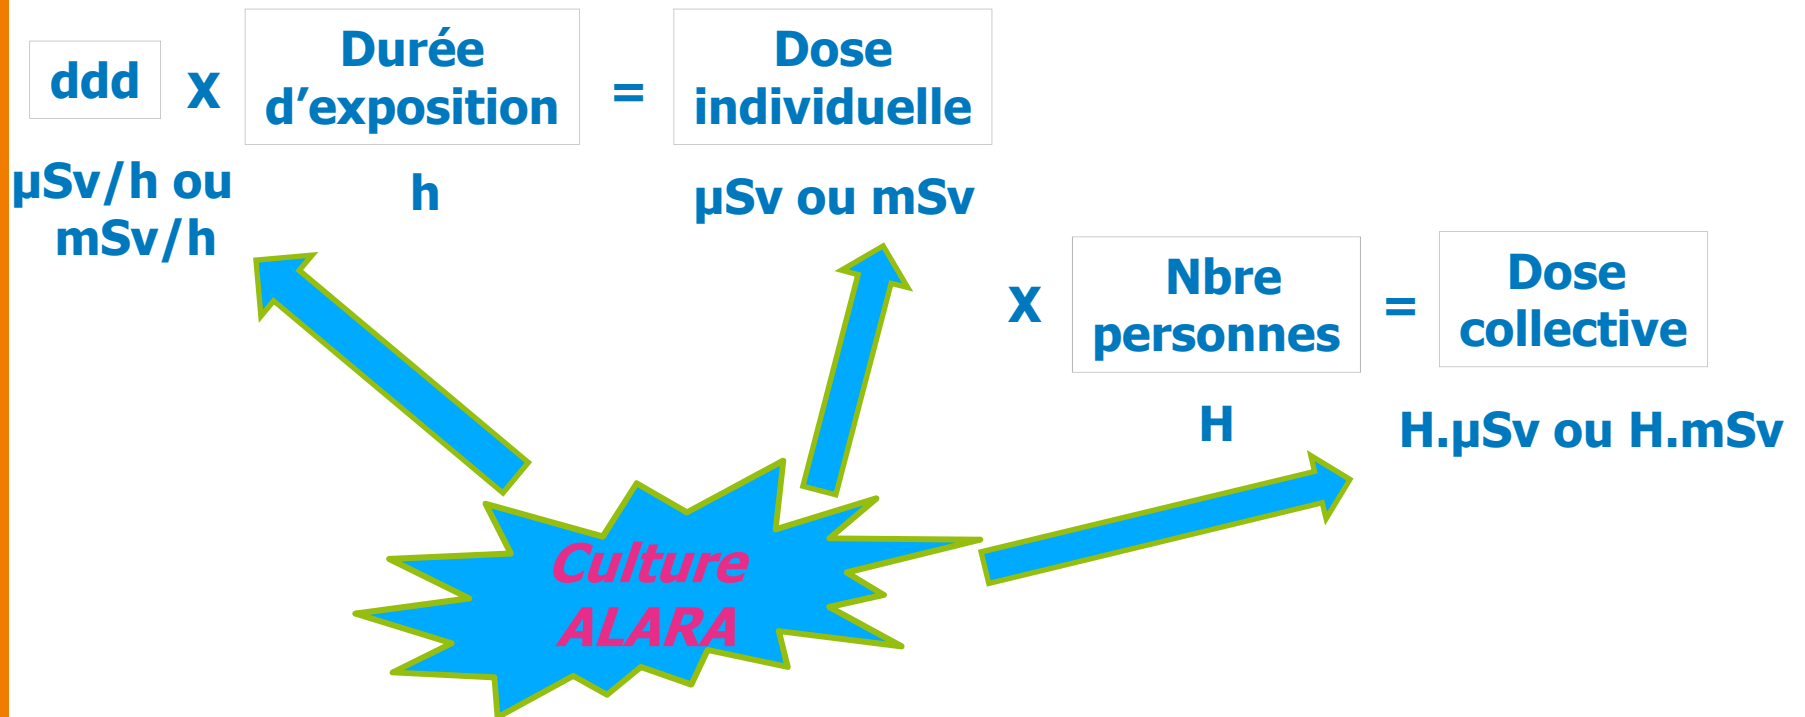 ddd
x
Durée
d’exposition
=
Dose
individuelle
µSv/h ou
mSv/h
h
µSv ou mSv
x
Nbre
personnes
=
Dose
collective
H
H.µSv ou H.mSv
Culture
ALARA